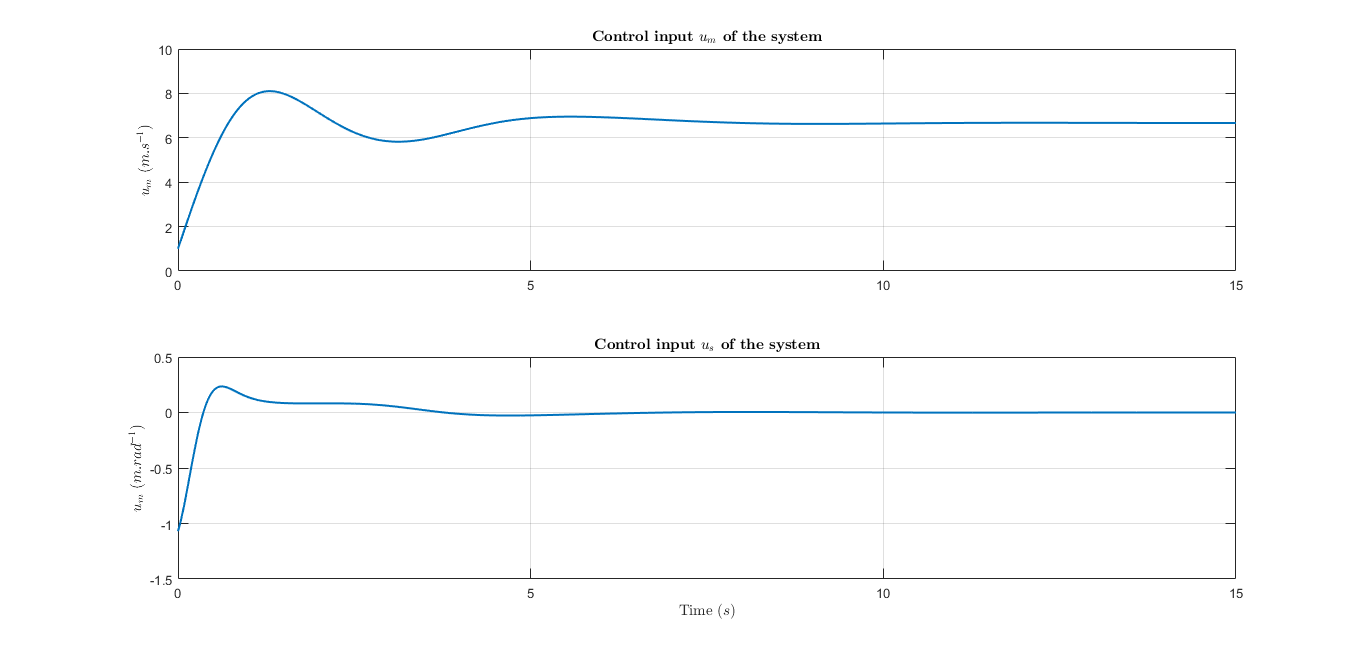 Control input u_m of the system
10
8
6
4
2
0
u_m (m.s⁻¹)
0 5 10 15
Control input u_s of the system
0.5
0
-0.5
-1
-1.5
u_m (m.rad⁻¹)
0 5 10 15
Time (s)